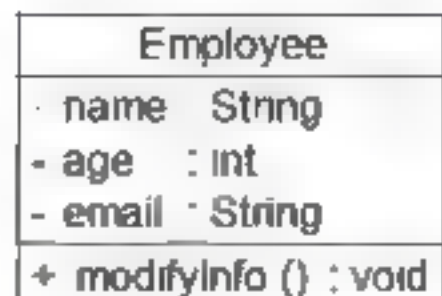 Employee
- name : String
- age : int
- email : String
+ modifyInfo () : void